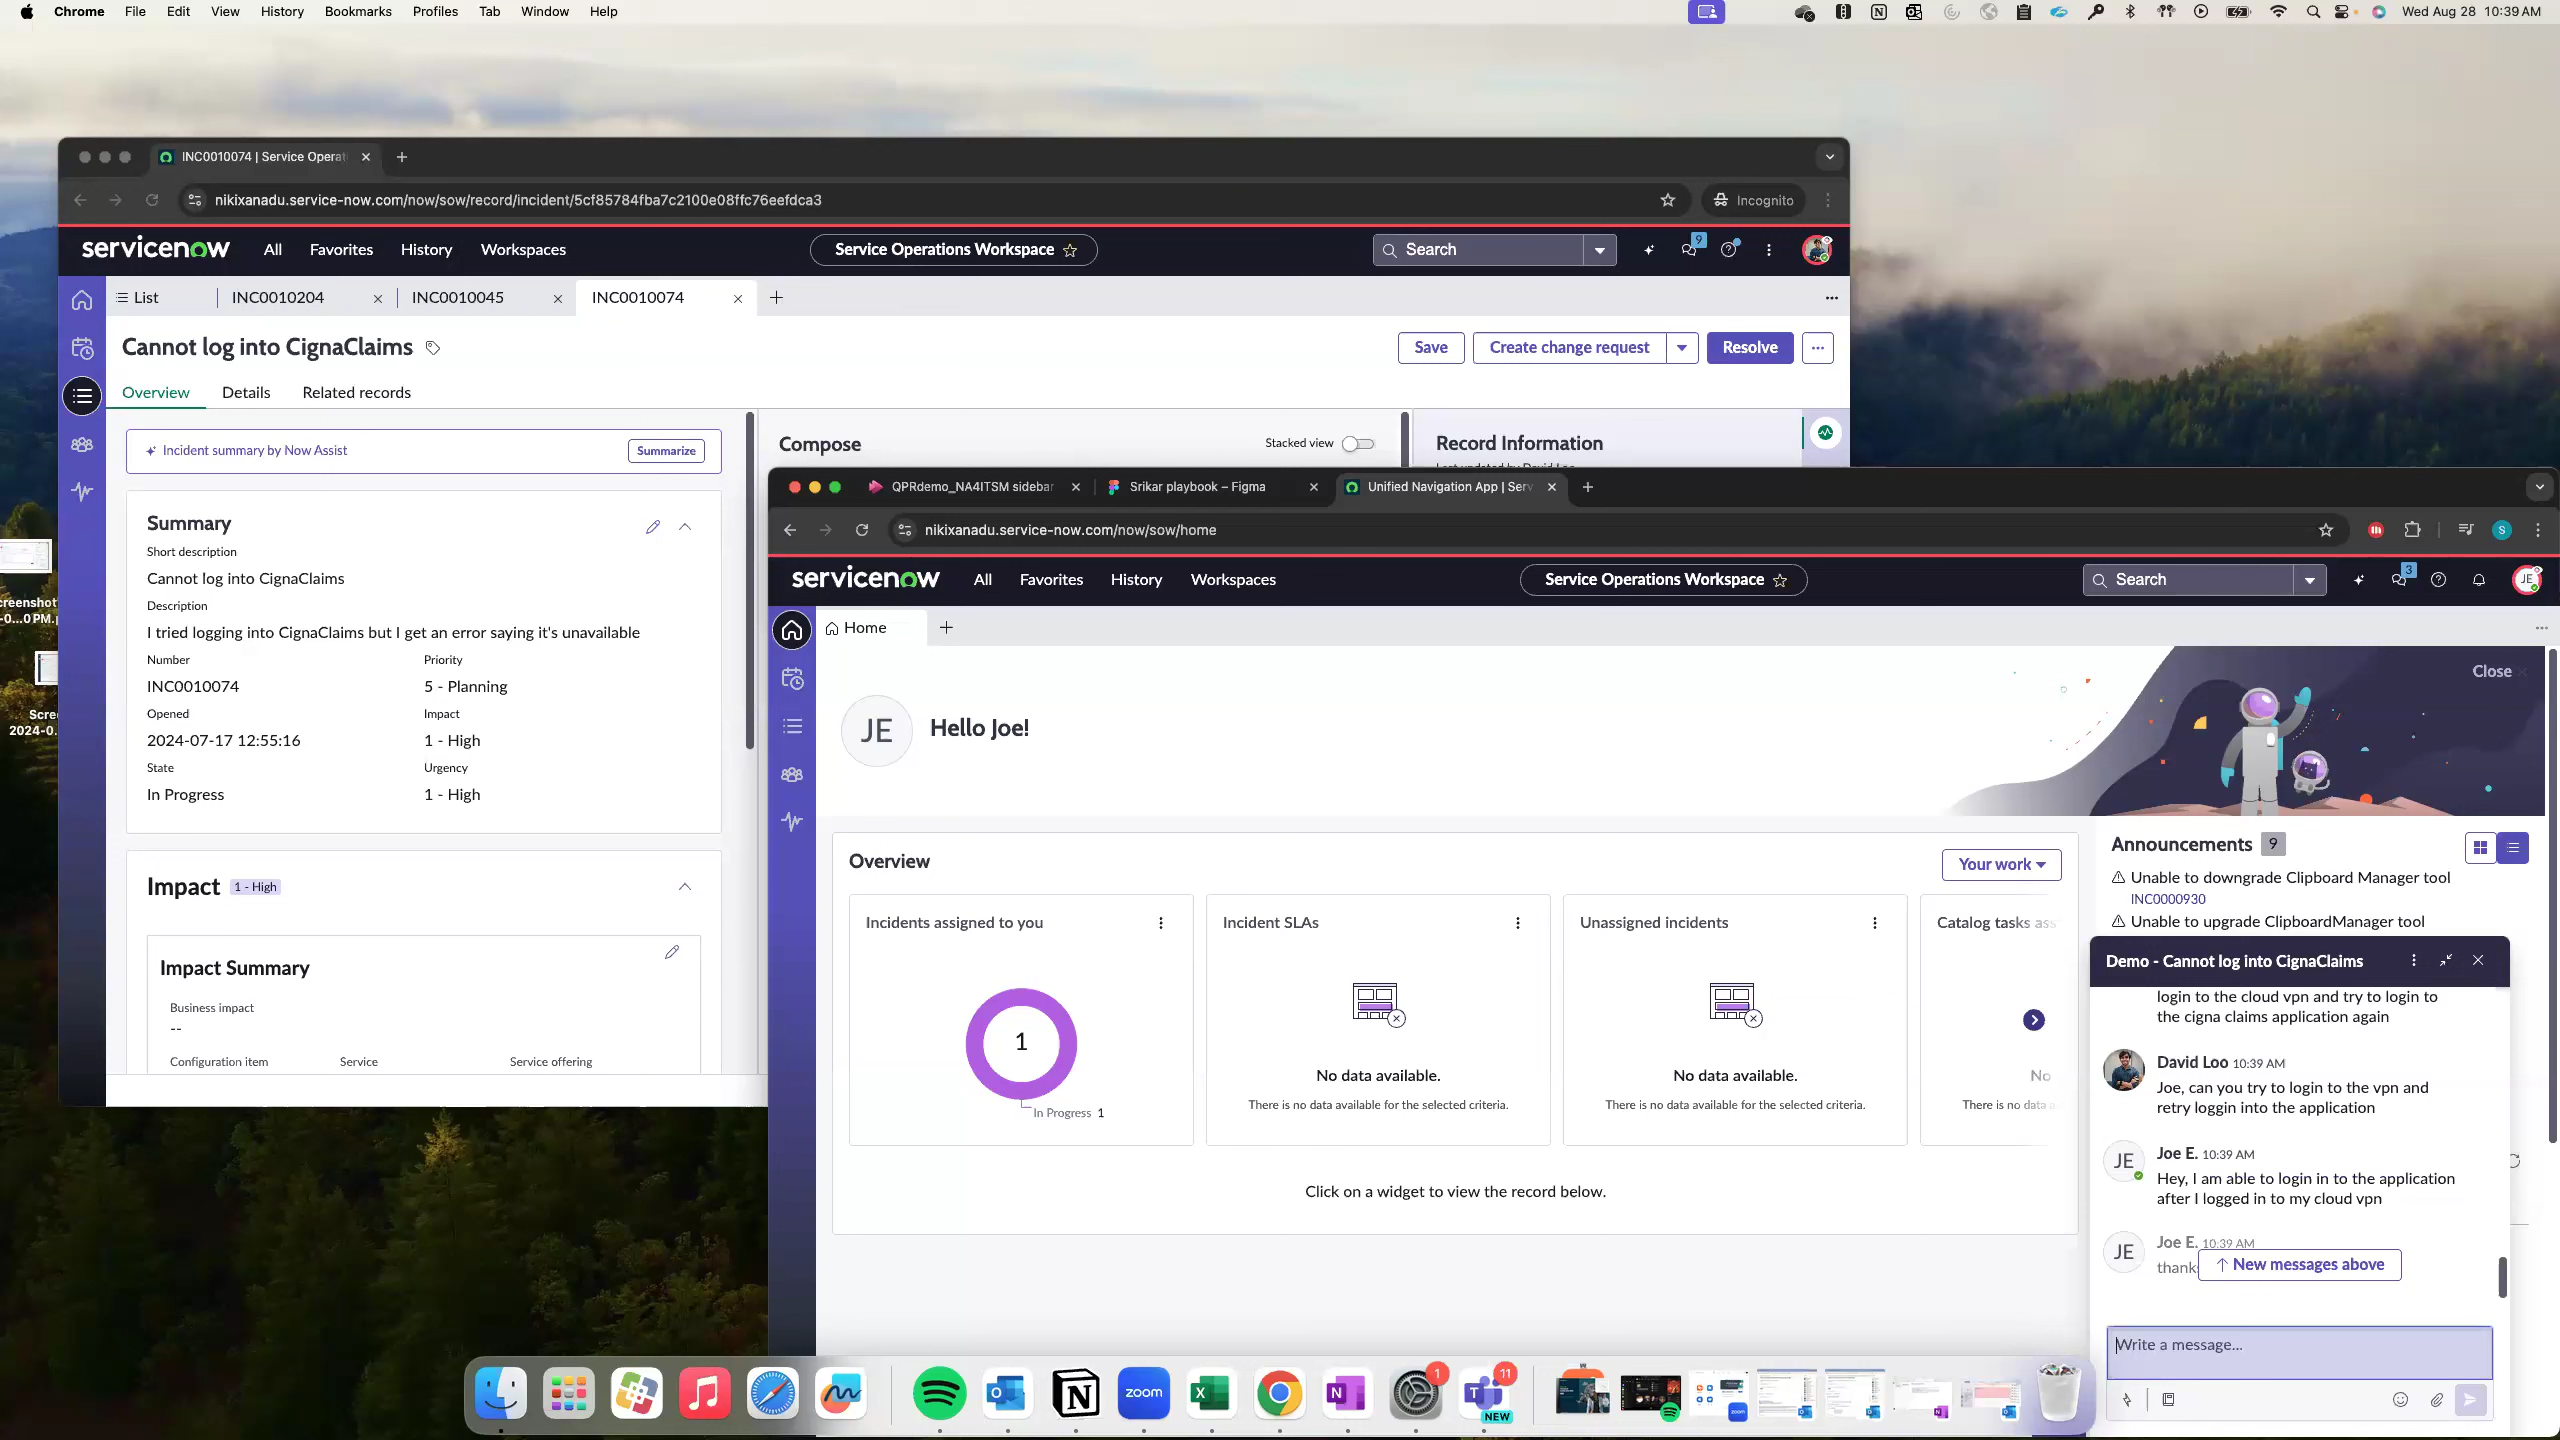 Chrome File Edit View History Bookmarks Profiles Tab Window Help
Wed Aug 28 10:39 AM
INC0010074 | Service Operat
nikixanadu.service-now.com/now/sow/record/incident/5cf85784fba7c2100e08ffc76eefdca3
Incognito
servicenow All Favorites History Workspaces
Service Operations Workspace
Search
9
List INC0010204 INC0010045 INC0010074
Cannot log into CignaClaims
Save Create change request Resolve
Overview Details Related records
Incident summary by Now Assist
Summarize
Compose
Stacked view
Record Information
Summary
Short description
Cannot log into CignaClaims
Description
I tried logging into CignaClaims but I get an error saying it's unavailable
Number Priority
INC0010074 5 - Planning
Opened Impact
2024-07-17 12:55:16 1 - High
State Urgency
In Progress 1 - High
Impact 1 - High
Impact Summary
Business impact
--
Configuration item Service Service offering
creenshot
-0...0 PM.
Scre
2024-0.
QPRdemo_NA4ITSM sidebar
Srikar playbook – Figma
Unified Navigation App | Serv
nikixanadu.service-now.com/now/sow/home
S
servicenow All Favorites History Workspaces
Service Operations Workspace
Search
3
JE
Home
Close
JE
Hello Joe!
Overview
Your work
Incidents assigned to you
1
In Progress 1
Incident SLAs
No data available.
There is no data available for the selected criteria.
Unassigned incidents
No data available.
There is no data available for the selected criteria.
Catalog tasks ass
No
There is no data a
Click on a widget to view the record below.
Announcements 9
Unable to downgrade Clipboard Manager tool
INC0000930
Unable to upgrade ClipboardManager tool
Demo - Cannot log into CignaClaims
login to the cloud vpn and try to login to
the cigna claims application again
David Loo 10:39 AM
Joe, can you try to login to the vpn and
retry loggin into the application
JE
Joe E. 10:39 AM
Hey, I am able to login in to the application
after I logged in to my cloud vpn
JE
Joe E. 10:39 AM
thank
New messages above
Write a message...
zoom
1
11
NEW